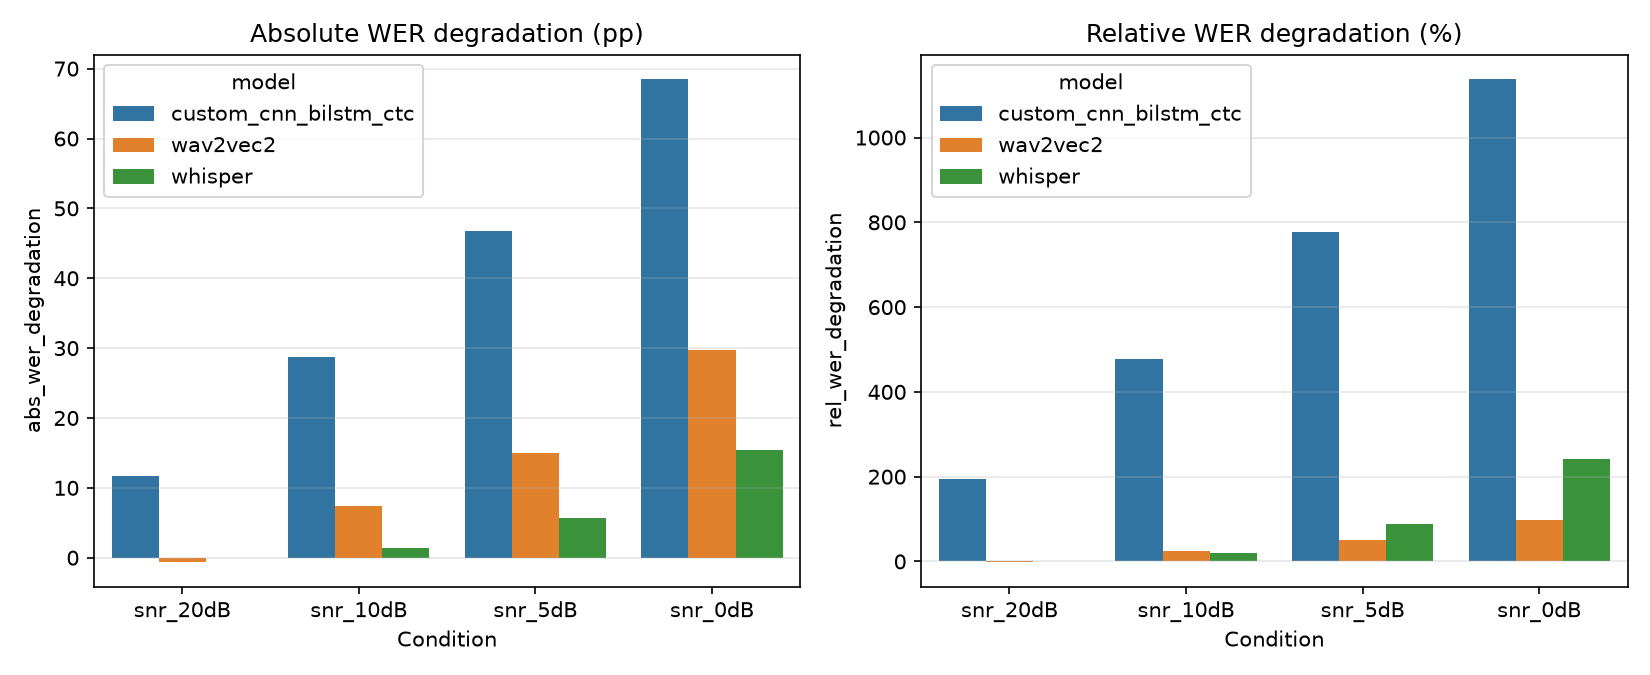 Absolute WER degradation (pp)
model
custom_cnn_bilstm_ctc
wav2vec2
whisper
70
60
50
40
30
20
10
0
abs_wer_degradation
snr_20dB snr_10dB snr_5dB snr_0dB
Condition
Relative WER degradation (%)
model
custom_cnn_bilstm_ctc
wav2vec2
whisper
1000
800
600
400
200
0
rel_wer_degradation
snr_20dB snr_10dB snr_5dB snr_0dB
Condition